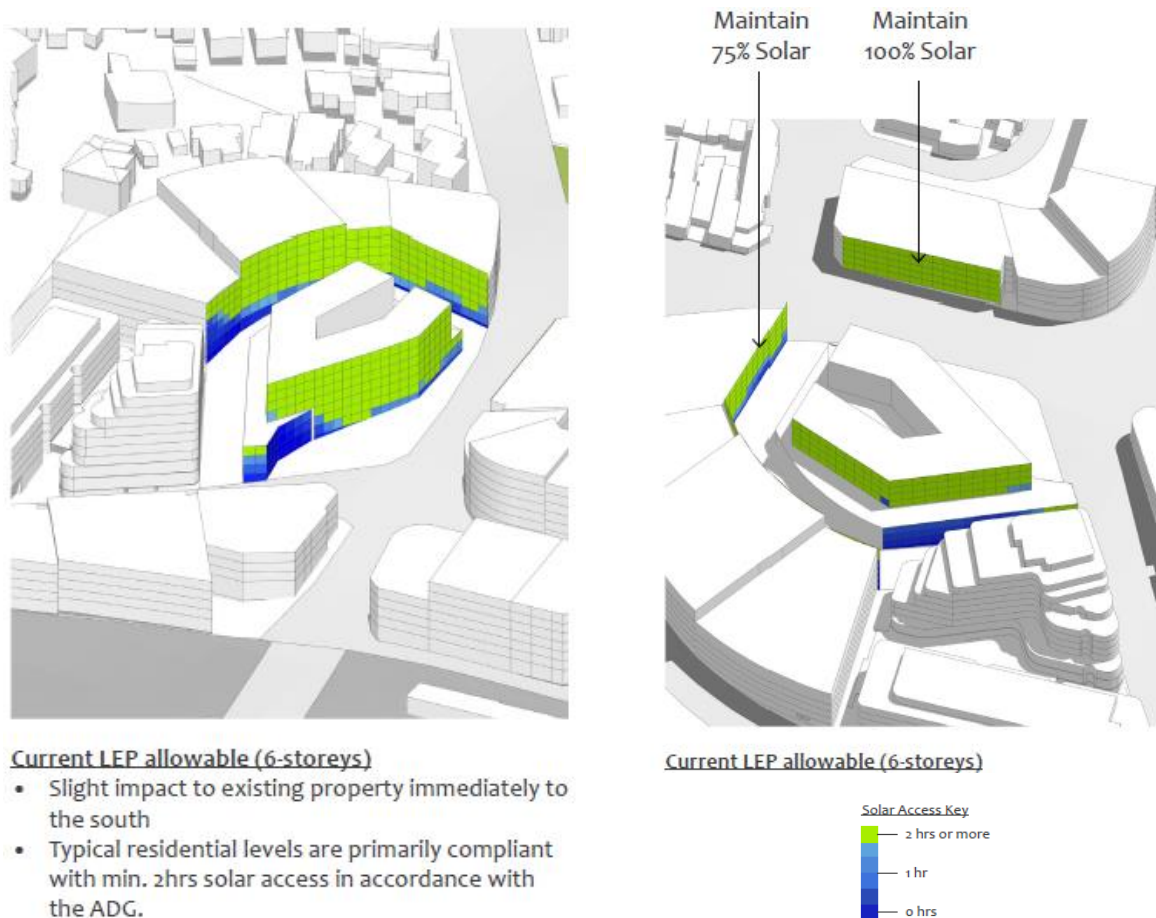 Maintain
75% Solar
Maintain
100% Solar
Current LEP allowable (6-storeys)
• Slight impact to existing property immediately to
the south
• Typical residential levels are primarily compliant
with min. 2hrs solar access in accordance with
the ADG.
Current LEP allowable (6-storeys)
Solar Access Key
2 hrs or more
1 hr
0 hrs